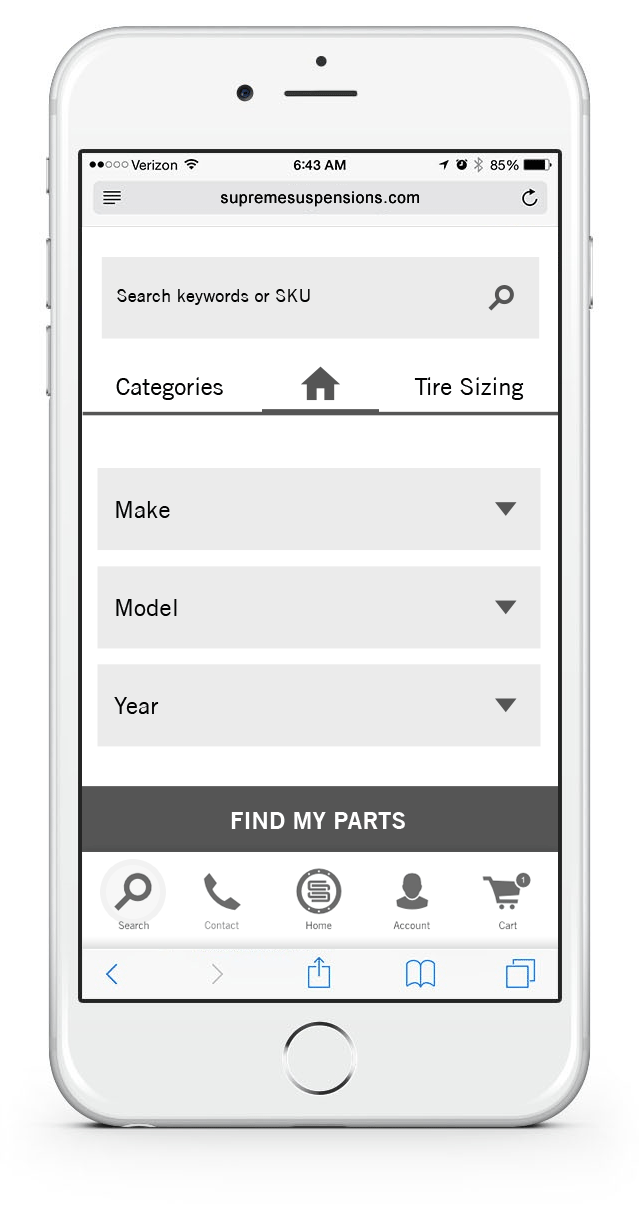 Verizon 6:43 AM 85%
supremesuspensions.com
Search keywords or SKU
Categories Tire Sizing
Make
Model
Year
FIND MY PARTS
1
Search Contact Home Account Cart